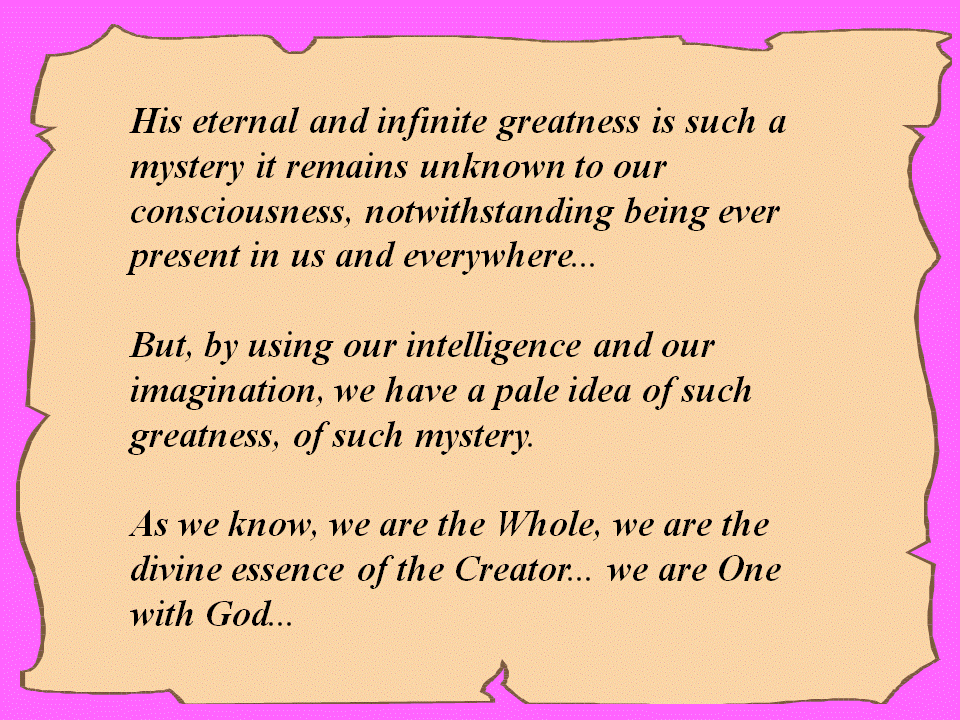 His eternal and infinite greatness is such a
mystery it remains unknown to our
consciousness, notwithstanding being ever
present in us and everywhere...
But, by using our intelligence and our
imagination, we have a pale idea of such
greatness, of such mystery.
As we know, we are the Whole, we are the
divine essence of the Creator... we are One
with God...